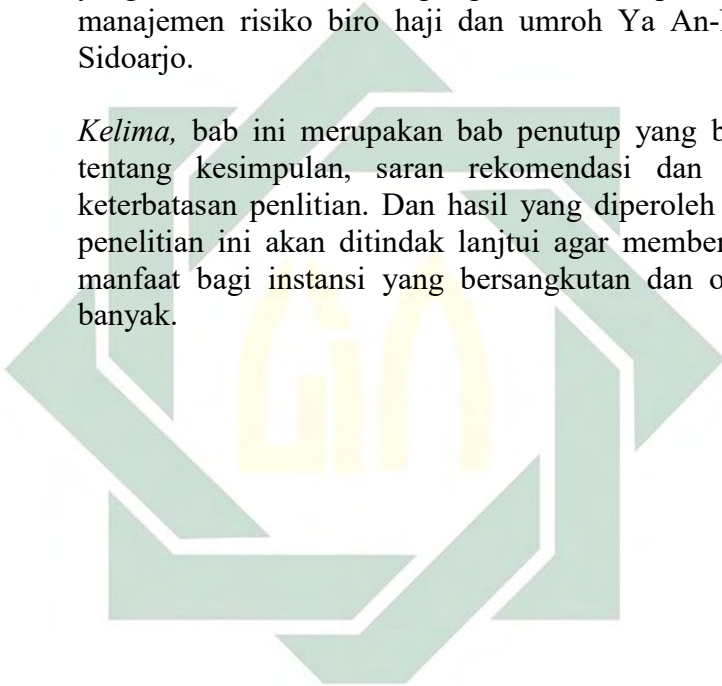 manajemen risiko biro haji dan umroh Ya An-
Sidoarjo.
Kelima, bab ini merupakan bab penutup yang b
tentang kesimpulan, saran rekomendasi dan
keterbatasan penlitian. Dan hasil yang diperoleh
penelitian ini akan ditindak lanjtui agar member
manfaat bagi instansi yang bersangkutan dan o
banyak.